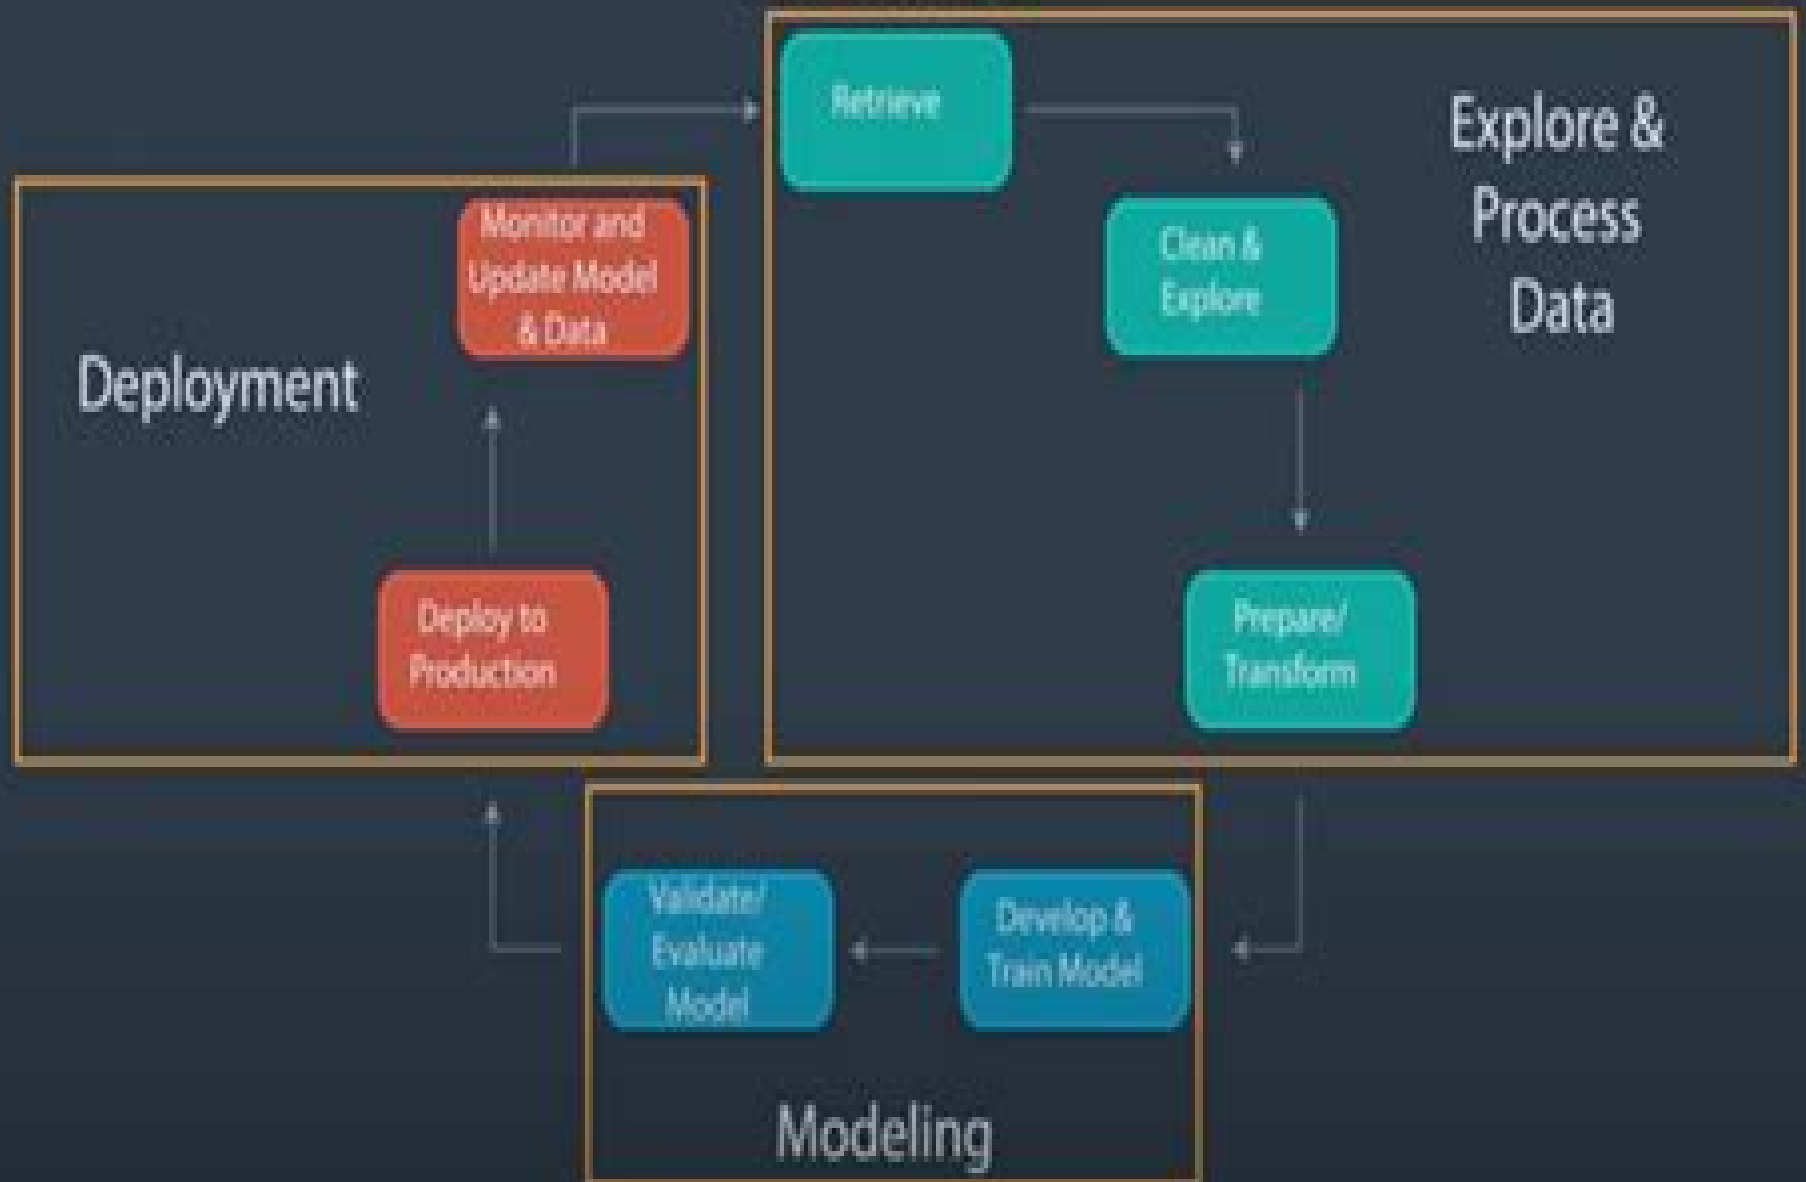 Retrieve
Explore &
Process
Data
Clean &
Explore
Prepare/
Transform
Develop &
Train Model
Validate/
Evaluate
Model
Modeling
Deploy to
Production
Monitor and
Update Model
& Data
Deployment